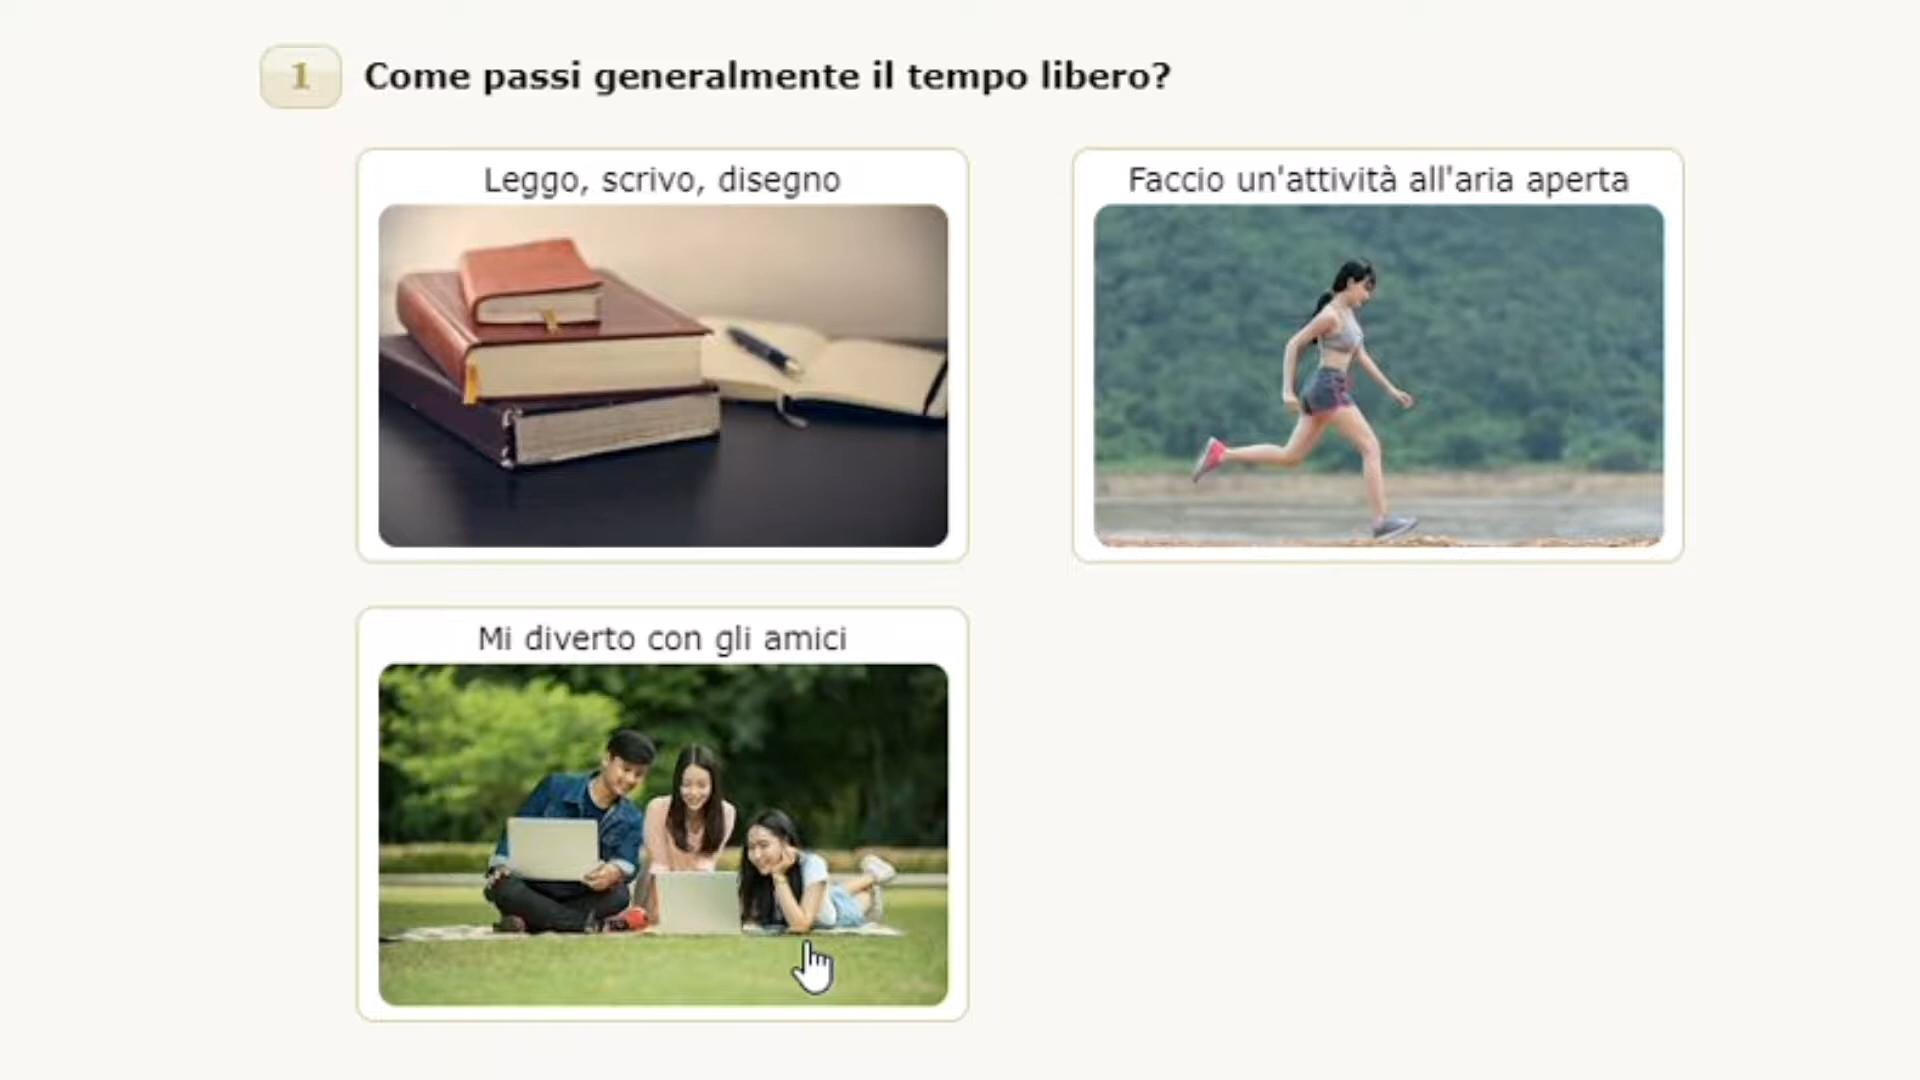 1 Come passi generalmente il tempo libero?
Leggo, scrivo, disegno
Faccio un'attività all'aria aperta
Mi diverto con gli amici